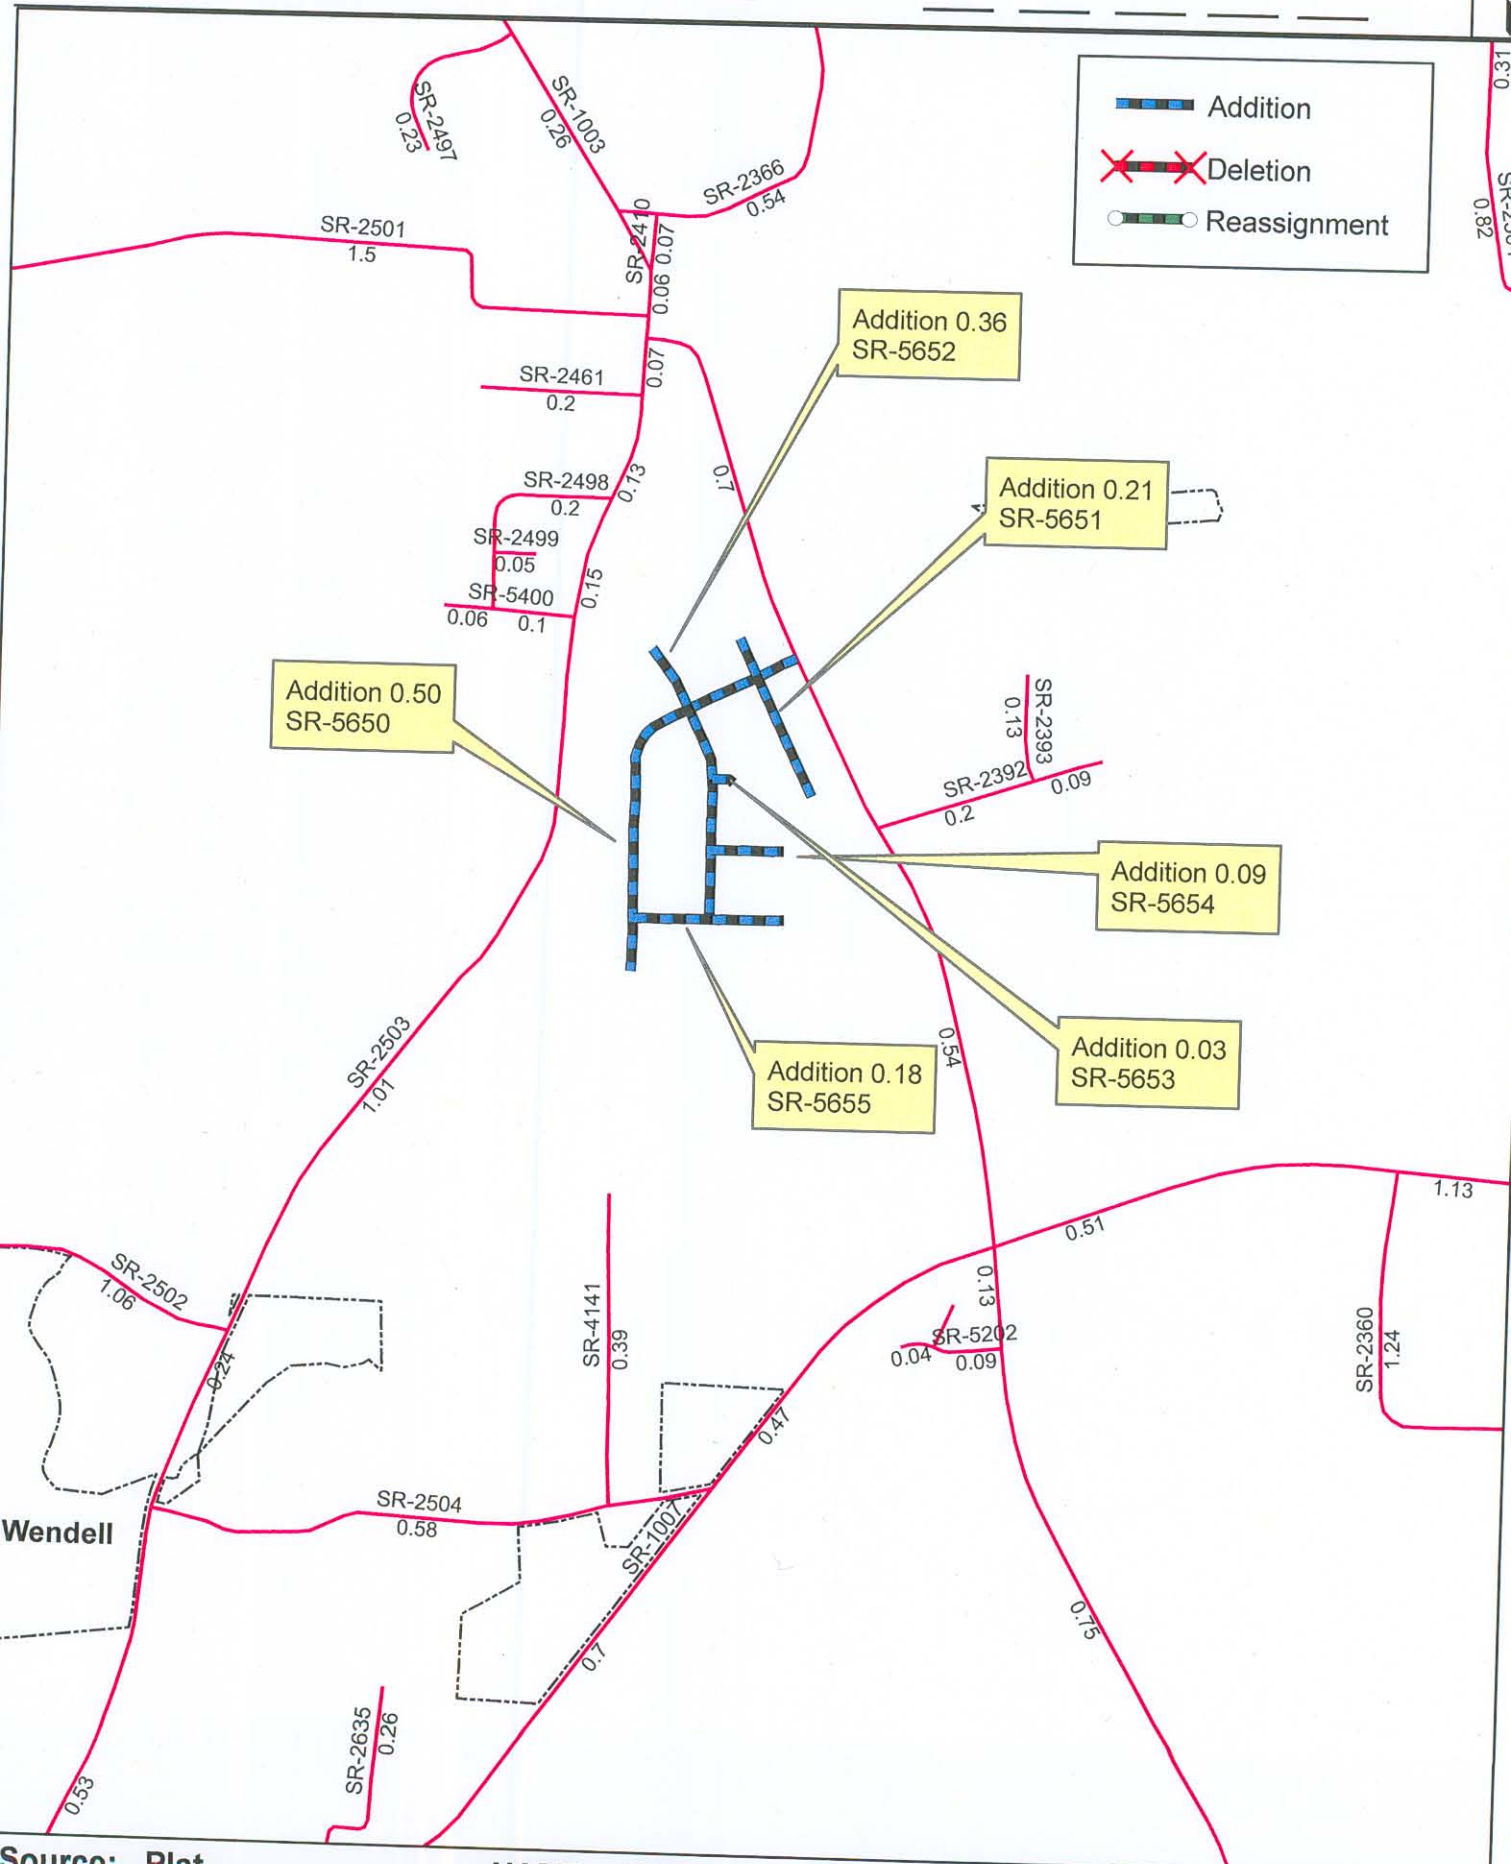 Addition
Deletion
Reassignment
0.31
0.82
SR-1003
0.26
SR-2497
0.23
SR-2366
0.54
SR-2410
0.07
0.06
SR-2501
1.5
0.07
SR-2461
0.2
Addition 0.36
SR-5652
0.7
0.13
SR-2498
0.2
Addition 0.21
SR-5651
SR-2499
0.05
0.15
SR-5400
0.06
0.1
Addition 0.50
SR-5650
SR-2393
0.13
SR-2392
0.2
0.09
Addition 0.09
SR-5654
Addition 0.03
SR-5653
Addition 0.18
SR-5655
0.54
SR-2503
1.01
1.13
0.51
SR-2502
1.06
0.24
SR-4141
0.39
0.13
SR-5202
0.04
0.09
SR-2360
1.24
0.47
SR-2504
0.58
SR-1007
Wendell
0.7
0.75
SR-2635
0.26
0.53
Source: Plat